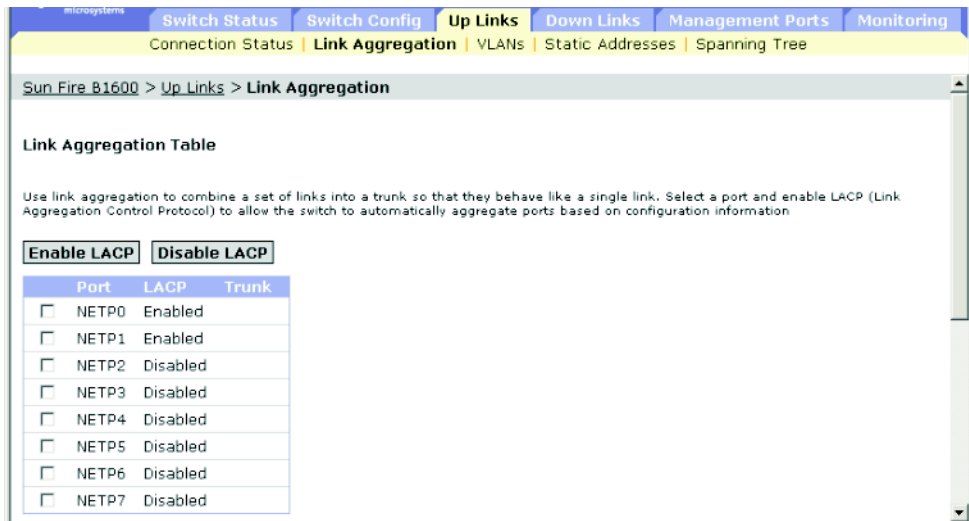 microsystems
Switch Status Switch Config Up Links Down Links Management Ports Monitoring
Connection Status | Link Aggregation | VLANs | Static Addresses | Spanning Tree
Sun Fire B1600 > Up Links > Link Aggregation
Link Aggregation Table
Use link aggregation to combine a set of links into a trunk so that they behave like a single link. Select a port and enable LACP (Link
Aggregation Control Protocol) to allow the switch to automatically aggregate ports based on configuration information
Enable LACP Disable LACP
Port LACP Trunk
NETP0 Enabled
NETP1 Enabled
NETP2 Disabled
NETP3 Disabled
NETP4 Disabled
NETP5 Disabled
NETP6 Disabled
NETP7 Disabled